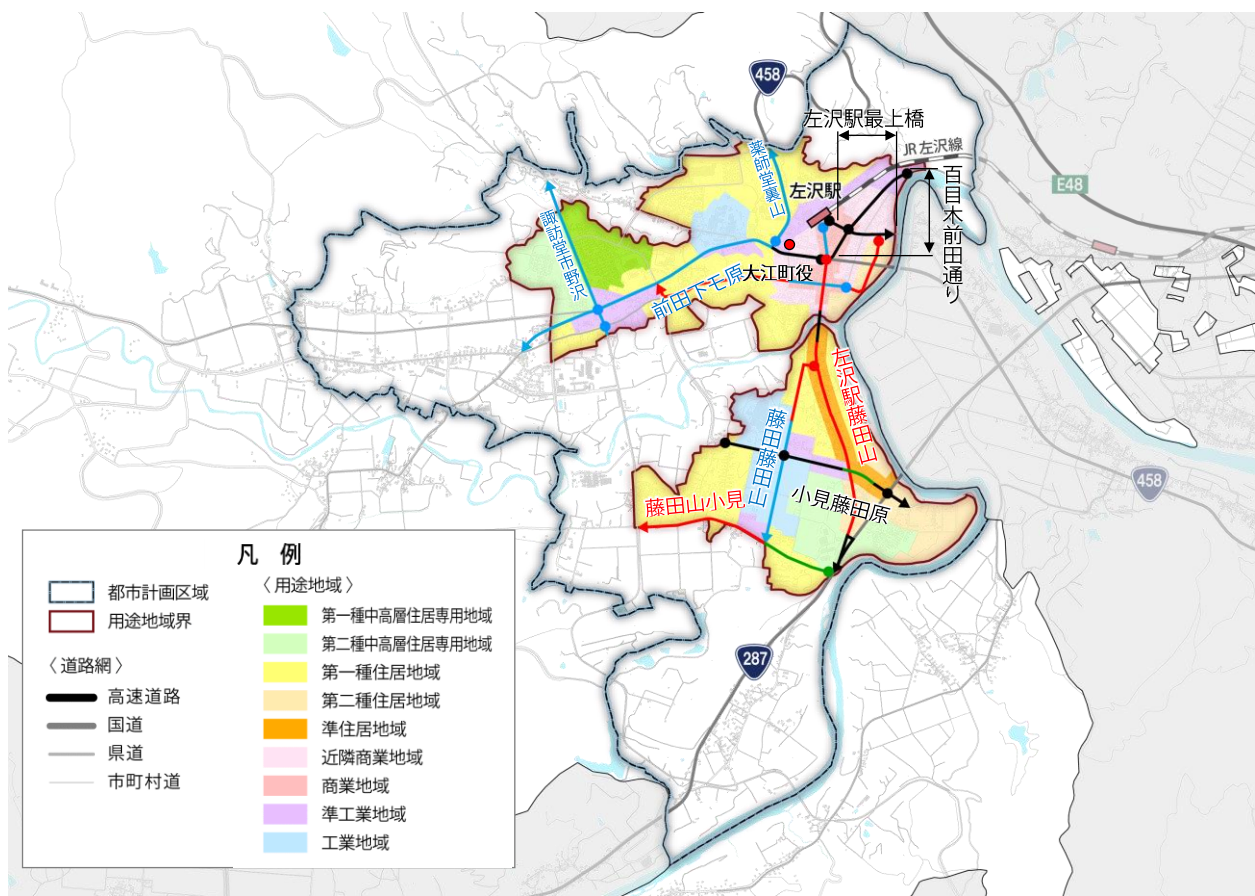 458
左沢駅最上橋
JR左沢線
E48
薬師堂裏山
左沢駅
百目木前田通り
諏訪堂市野沢
大江町役
前田下モ原
左沢駅藤田山
藤田藤田山
458
小見藤田原
藤田山小見
287
凡 例
都市計画区域
用途地域界
〈道路網〉
高速道路
国道
県道
市町村道
〈用途地域〉
第一種中高層住居専用地域
第二種中高層住居専用地域
第一種住居地域
第二種住居地域
準住居地域
近隣商業地域
商業地域
準工業地域
工業地域